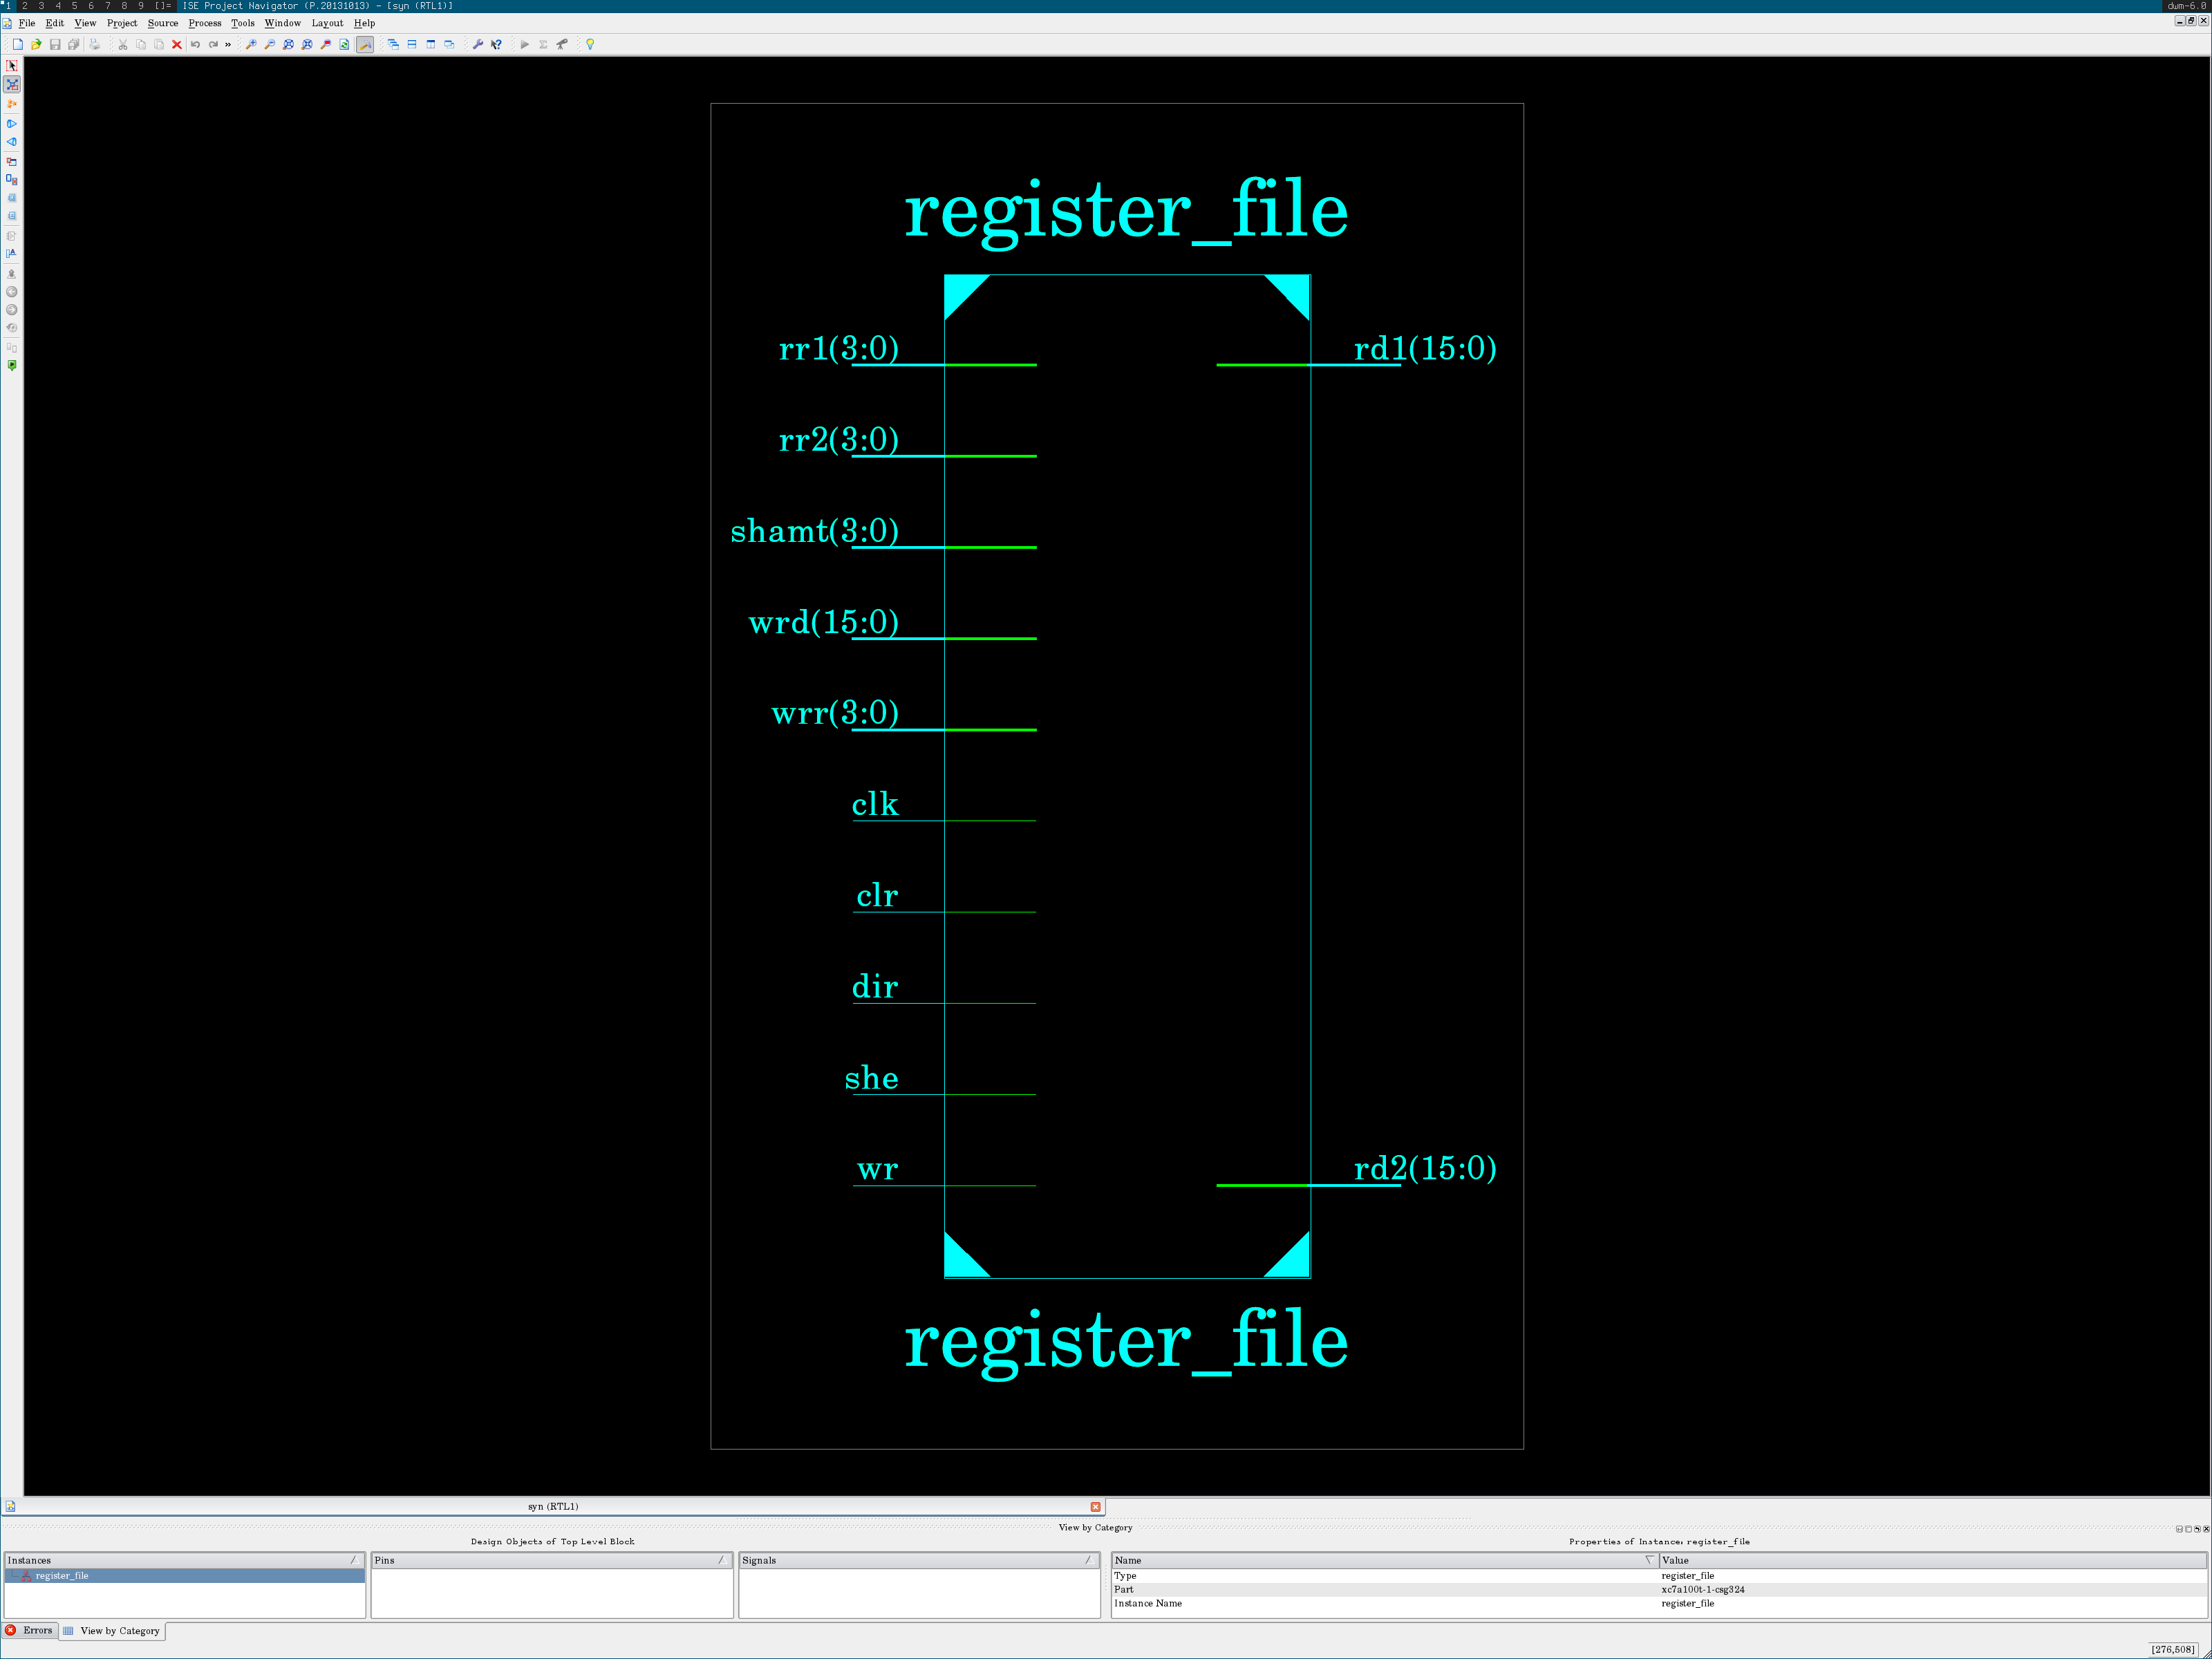 1 2 3 4 5 6 7 8 9 []= ISE Project Navigator (P.20131013) - [syn (RTL1)] dwm-6.0
File Edit View Project Source Process Tools Window Layout Help
register_file
rr1(3:0) rd1(15:0)
rr2(3:0)
shamt(3:0)
wrd(15:0)
wrr(3:0)
clk
clr
dir
she
wr rd2(15:0)
register_file
syn (RTL1)
View by Category
Design Objects of Top Level Block Properties of Instance: register_file
Instances Pins Signals Name Value
register_file Type register_file
Part xc7a100t-1-csg324
Instance Name register_file
Errors View by Category
[276,508]